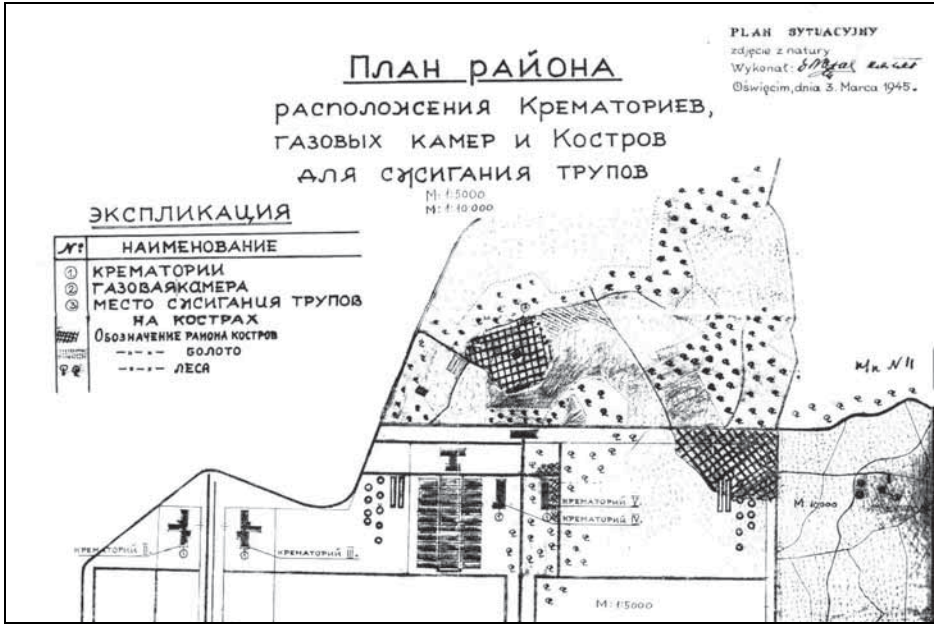 PLAN SYTUACYJNY
zdjęcie z natury
Wykonał:
Oświęcim, dnia 3. Marca 1945.
План района
расположения Крематориев,
газовых камер и Костров
для сжигания трупов
М: 1:5000
М: 1:10 000
ЭКСПЛИКАЦИЯ
№: НАИМЕНОВАНИЕ
① КРЕМАТОРИИ
② ГАЗОВАЯ КАМЕРА
③ МЕСТО СЖИГАНИЯ ТРУПОВ
НА КОСТРАХ
Обозначение района костров
—»—»— БОЛОТО
—»—»— ЛЕСА
КРЕМАТОРИЙ V
КРЕМАТОРИЙ IV.
КРЕМАТОРИЙ II
КРЕМАТОРИЙ III.
М 1:10000
М: 1:5000